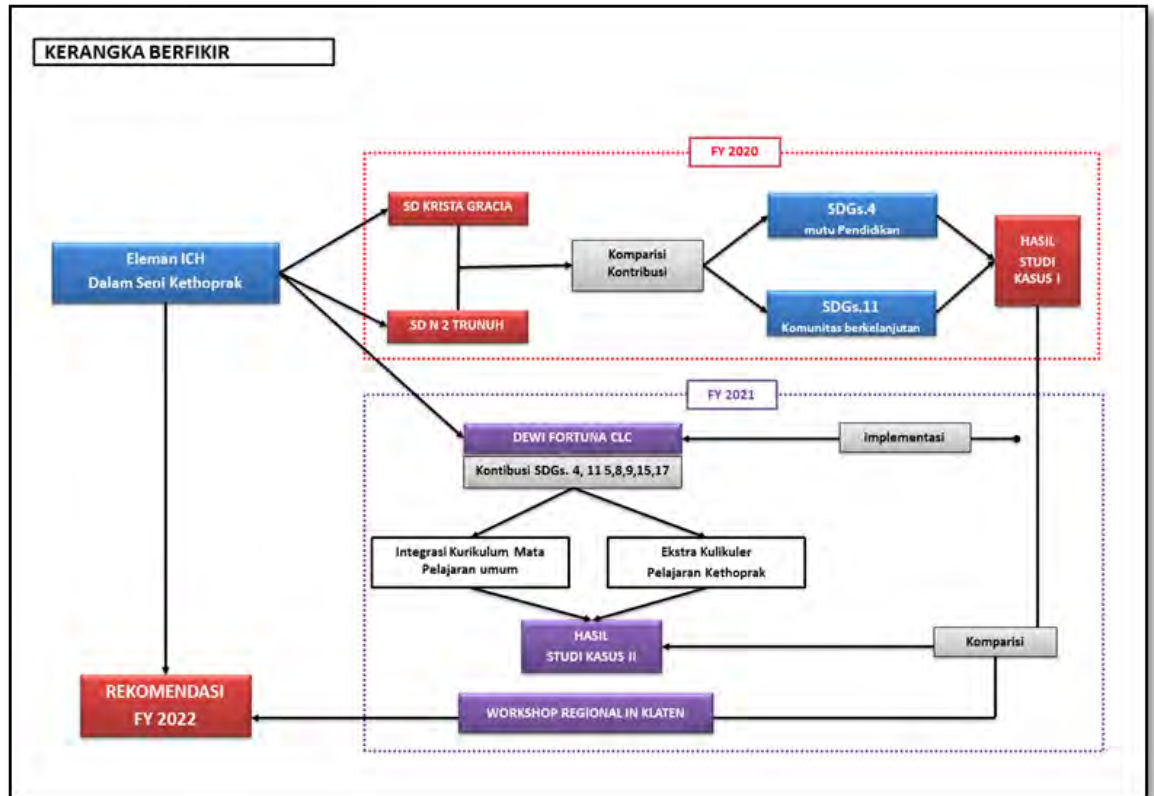 KERANGKA BERFIKIR
FY 2020
SD KRISTA GRACIA
SDGs.4
mutu Pendidikan
Eleman ICH
Dalam Seni Kethoprak
Komparisi
Kontribusi
HASIL
STUDI
KASUS I
SD N 2 TRUNUH
SDGs.11
Komunitas berkelanjutan
FY 2021
DEWI FORTUNA CLC
Implementasi
Kontibusi SDGs. 4, 11 5,8,9,15,17
Integrasi Kurikulum Mata
Pelajaran umum
Ekstra Kulikuler
Pelajaran Kethoprak
HASIL
STUDI KASUS II
Komparisi
REKOMENDASI
FY 2022
WORKSHOP REGIONAL IN KLATEN